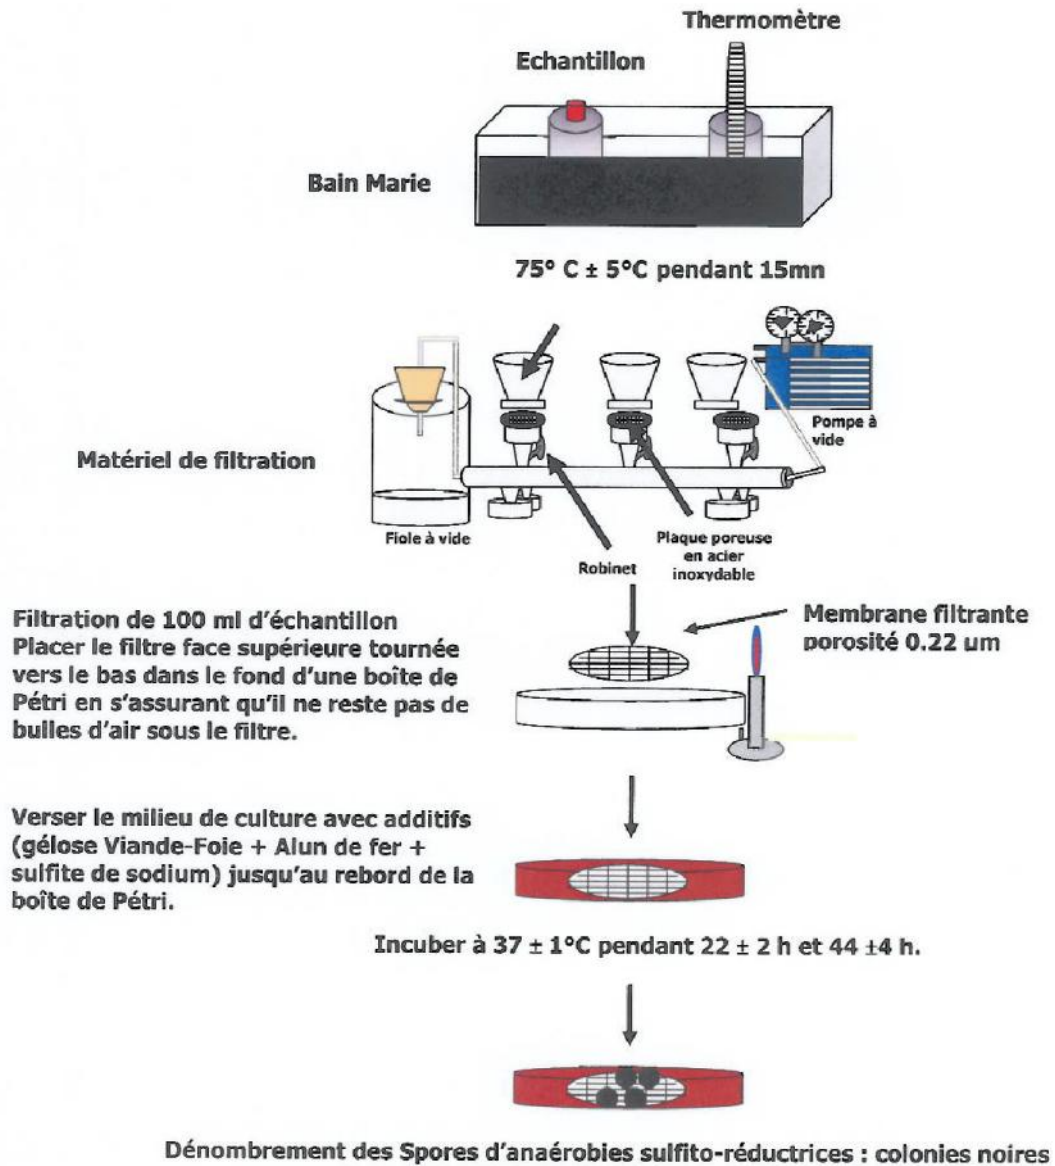 Thermomètre
Echantillon
Bain Marie
75° C ± 5°C pendant 15mn
Pompe à
vide
Matériel de filtration
Fiole à vide
Robinet
Plaque poreuse
en acier
inoxydable
Filtration de 100 ml d'échantillon
Placer le filtre face supérieure tournée
vers le bas dans le fond d'une boîte de
Pétri en s'assurant qu'il ne reste pas de
bulles d'air sous le filtre.
Membrane filtrante
porosité 0.22 um
Verser le milieu de culture avec additifs
(gélose Viande-Foie + Alun de fer +
sulfite de sodium) jusqu'au rebord de la
boîte de Pétri.
Incuber à 37 ± 1°C pendant 22 ± 2 h et 44 ±4 h.
Dénombrement des Spores d'anaérobies sulfito-réductrices : colonies noires